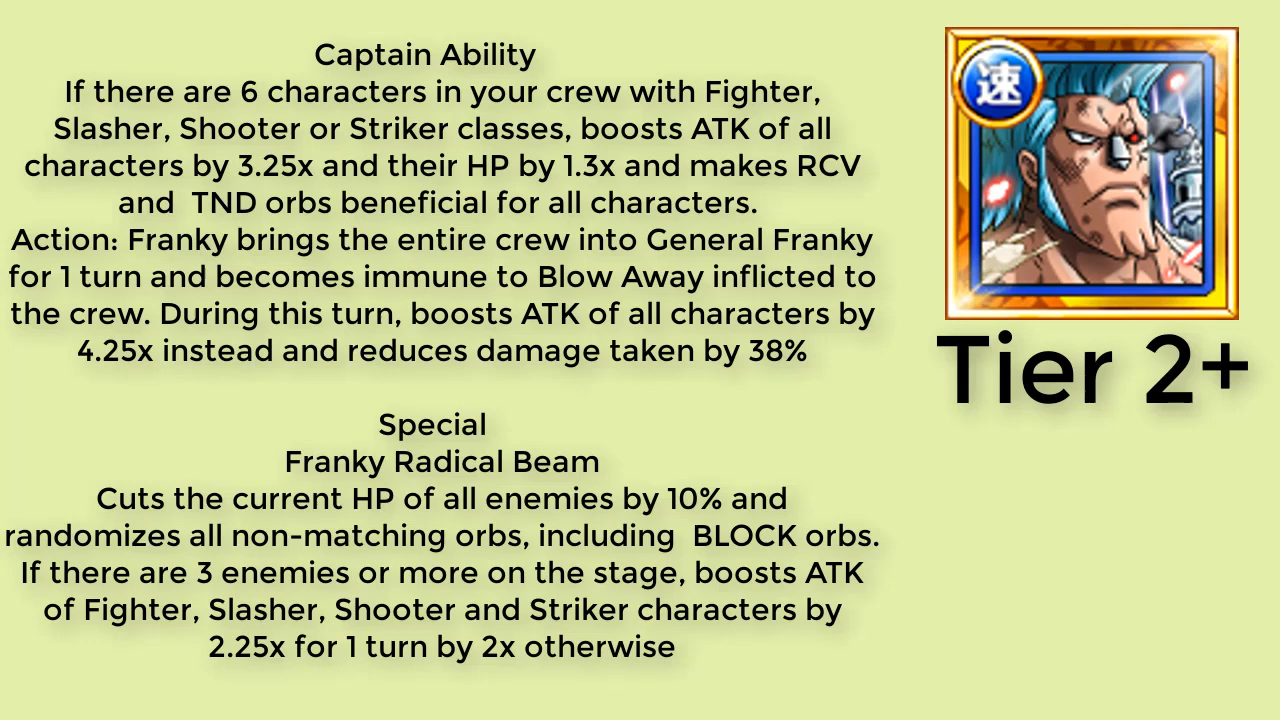 Captain Ability
If there are 6 characters in your crew with Fighter,
Slasher, Shooter or Striker classes, boosts ATK of all
characters by 3.25x and their HP by 1.3x and makes RCV
and  TND orbs beneficial for all characters.
Action: Franky brings the entire crew into General Franky
for 1 turn and becomes immune to Blow Away inflicted to
the crew. During this turn, boosts ATK of all characters by
4.25x instead and reduces damage taken by 38%
Special
Franky Radical Beam
Cuts the current HP of all enemies by 10% and
randomizes all non-matching orbs, including  BLOCK orbs.
If there are 3 enemies or more on the stage, boosts ATK
of Fighter, Slasher, Shooter and Striker characters by
2.25x for 1 turn by 2x otherwise
速
Tier 2+